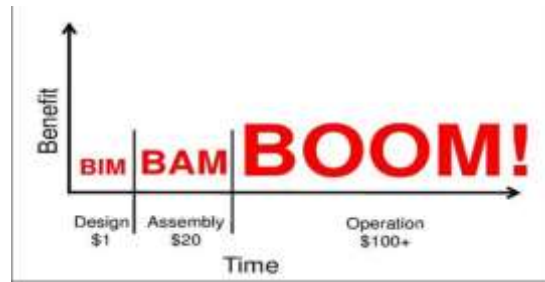 Benefit
BIM BAM BOOM!
Design Assembly Operation
$1 $20 $100+
Time